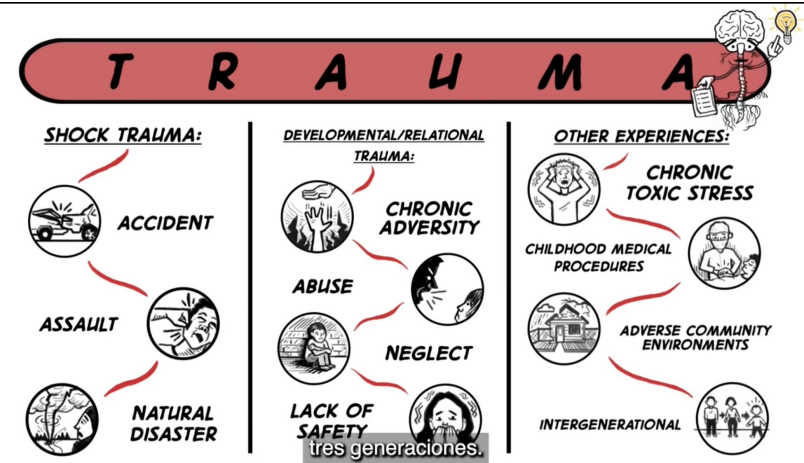 TRAUMA
SHOCK TRAUMA:
ACCIDENT
ASSAULT
NATURAL
DISASTER
DEVELOPMENTAL/RELATIONAL
TRAUMA:
CHRONIC
ADVERSITY
ABUSE
NEGLECT
LACK OF
SAFETY
OTHER EXPERIENCES:
CHRONIC
TOXIC STRESS
CHILDHOOD MEDICAL
PROCEDURES
ADVERSE COMMUNITY
ENVIRONMENTS
INTERGENERATIONAL
tres generaciones.